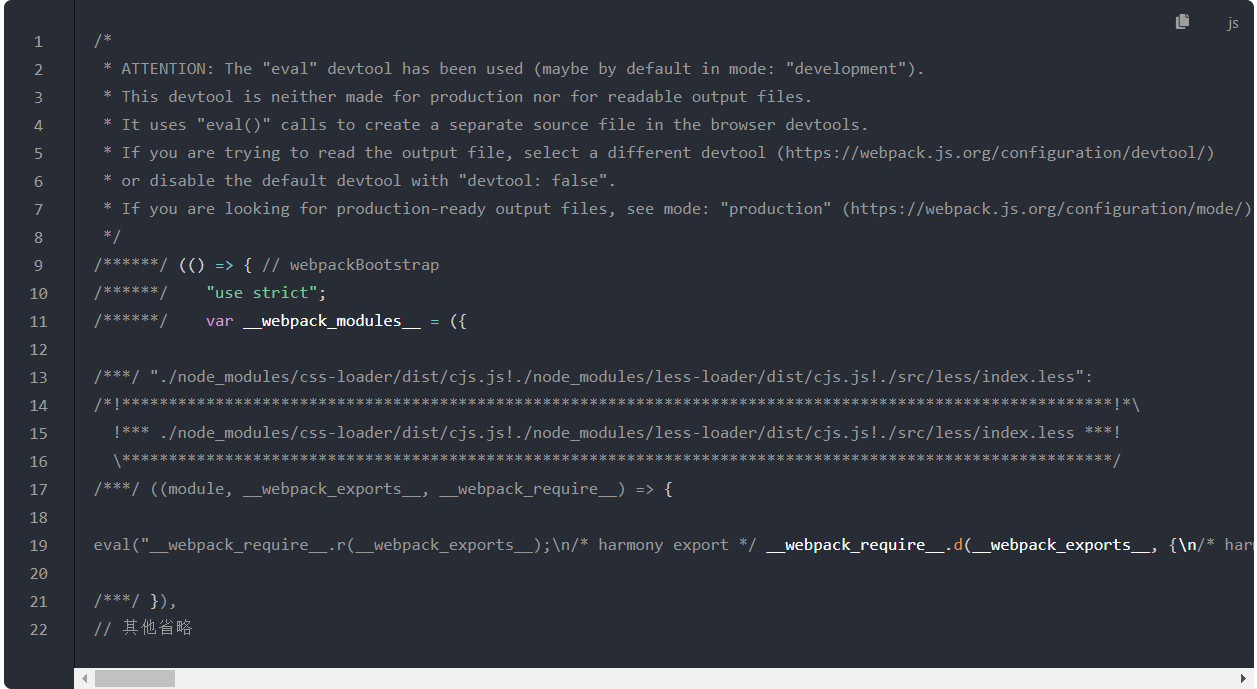 js
1 /*
2  * ATTENTION: The "eval" devtool has been used (maybe by default in mode: "development").
3  * This devtool is neither made for production nor for readable output files.
4  * It uses "eval()" calls to create a separate source file in the browser devtools.
5  * If you are trying to read the output file, select a different devtool (https://webpack.js.org/configuration/devtool/)
6  * or disable the default devtool with "devtool: false".
7  * If you are looking for production-ready output files, see mode: "production" (https://webpack.js.org/configuration/mode/)
8  */
9 /******/ (() => { // webpackBootstrap
10 /******/    "use strict";
11 /******/    var __webpack_modules__ = ({
12
13 /***/ "./node_modules/css-loader/dist/cjs.js!./node_modules/less-loader/dist/cjs.js!./src/less/index.less":
14 /*!**********************************************************************************************************!*\
15   !*** ./node_modules/css-loader/dist/cjs.js!./node_modules/less-loader/dist/cjs.js!./src/less/index.less ***!
16   \**********************************************************************************************************/
17 /***/ ((module, __webpack_exports__, __webpack_require__) => {
18
19 eval("__webpack_require__.r(__webpack_exports__);\n/* harmony export */ __webpack_require__.d(__webpack_exports__, {\n/* har
20
21 /***/ }),
22 // 其他省略